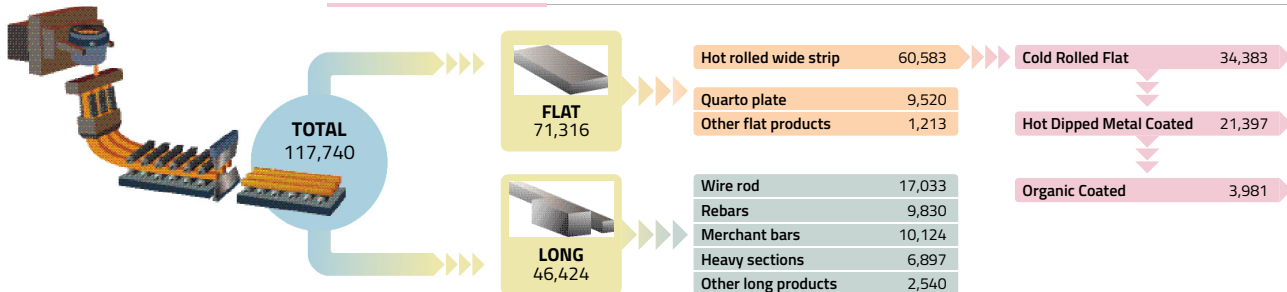 TOTAL
117,740
FLAT
71,316
Hot rolled wide strip 60,583
Quarto plate 9,520
Other flat products 1,213
Cold Rolled Flat 34,383
Hot Dipped Metal Coated 21,397
Organic Coated 3,981
LONG
46,424
Wire rod 17,033
Rebars 9,830
Merchant bars 10,124
Heavy sections 6,897
Other long products 2,540